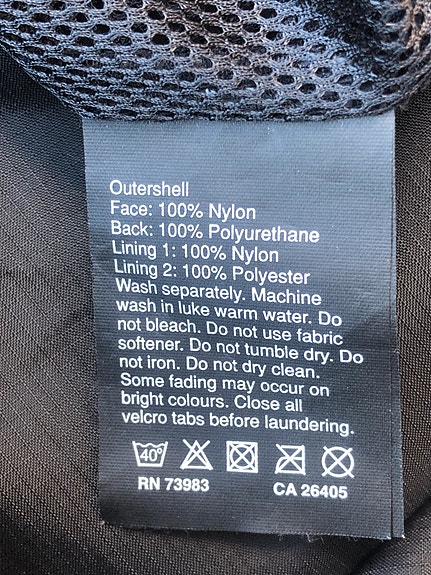 Outershell
Face: 100% Nylon
Back: 100% Polyurethane
Lining 1: 100% Nylon
Lining 2: 100% Polyester
Wash separately. Machine
wash in luke warm water. Do
not bleach. Do not use fabric
softener. Do not tumble dry. Do
not iron. Do not dry clean.
Some fading may occur on
bright colours. Close all
velcro tabs before laundering.
40°
RN 73983 CA 26405